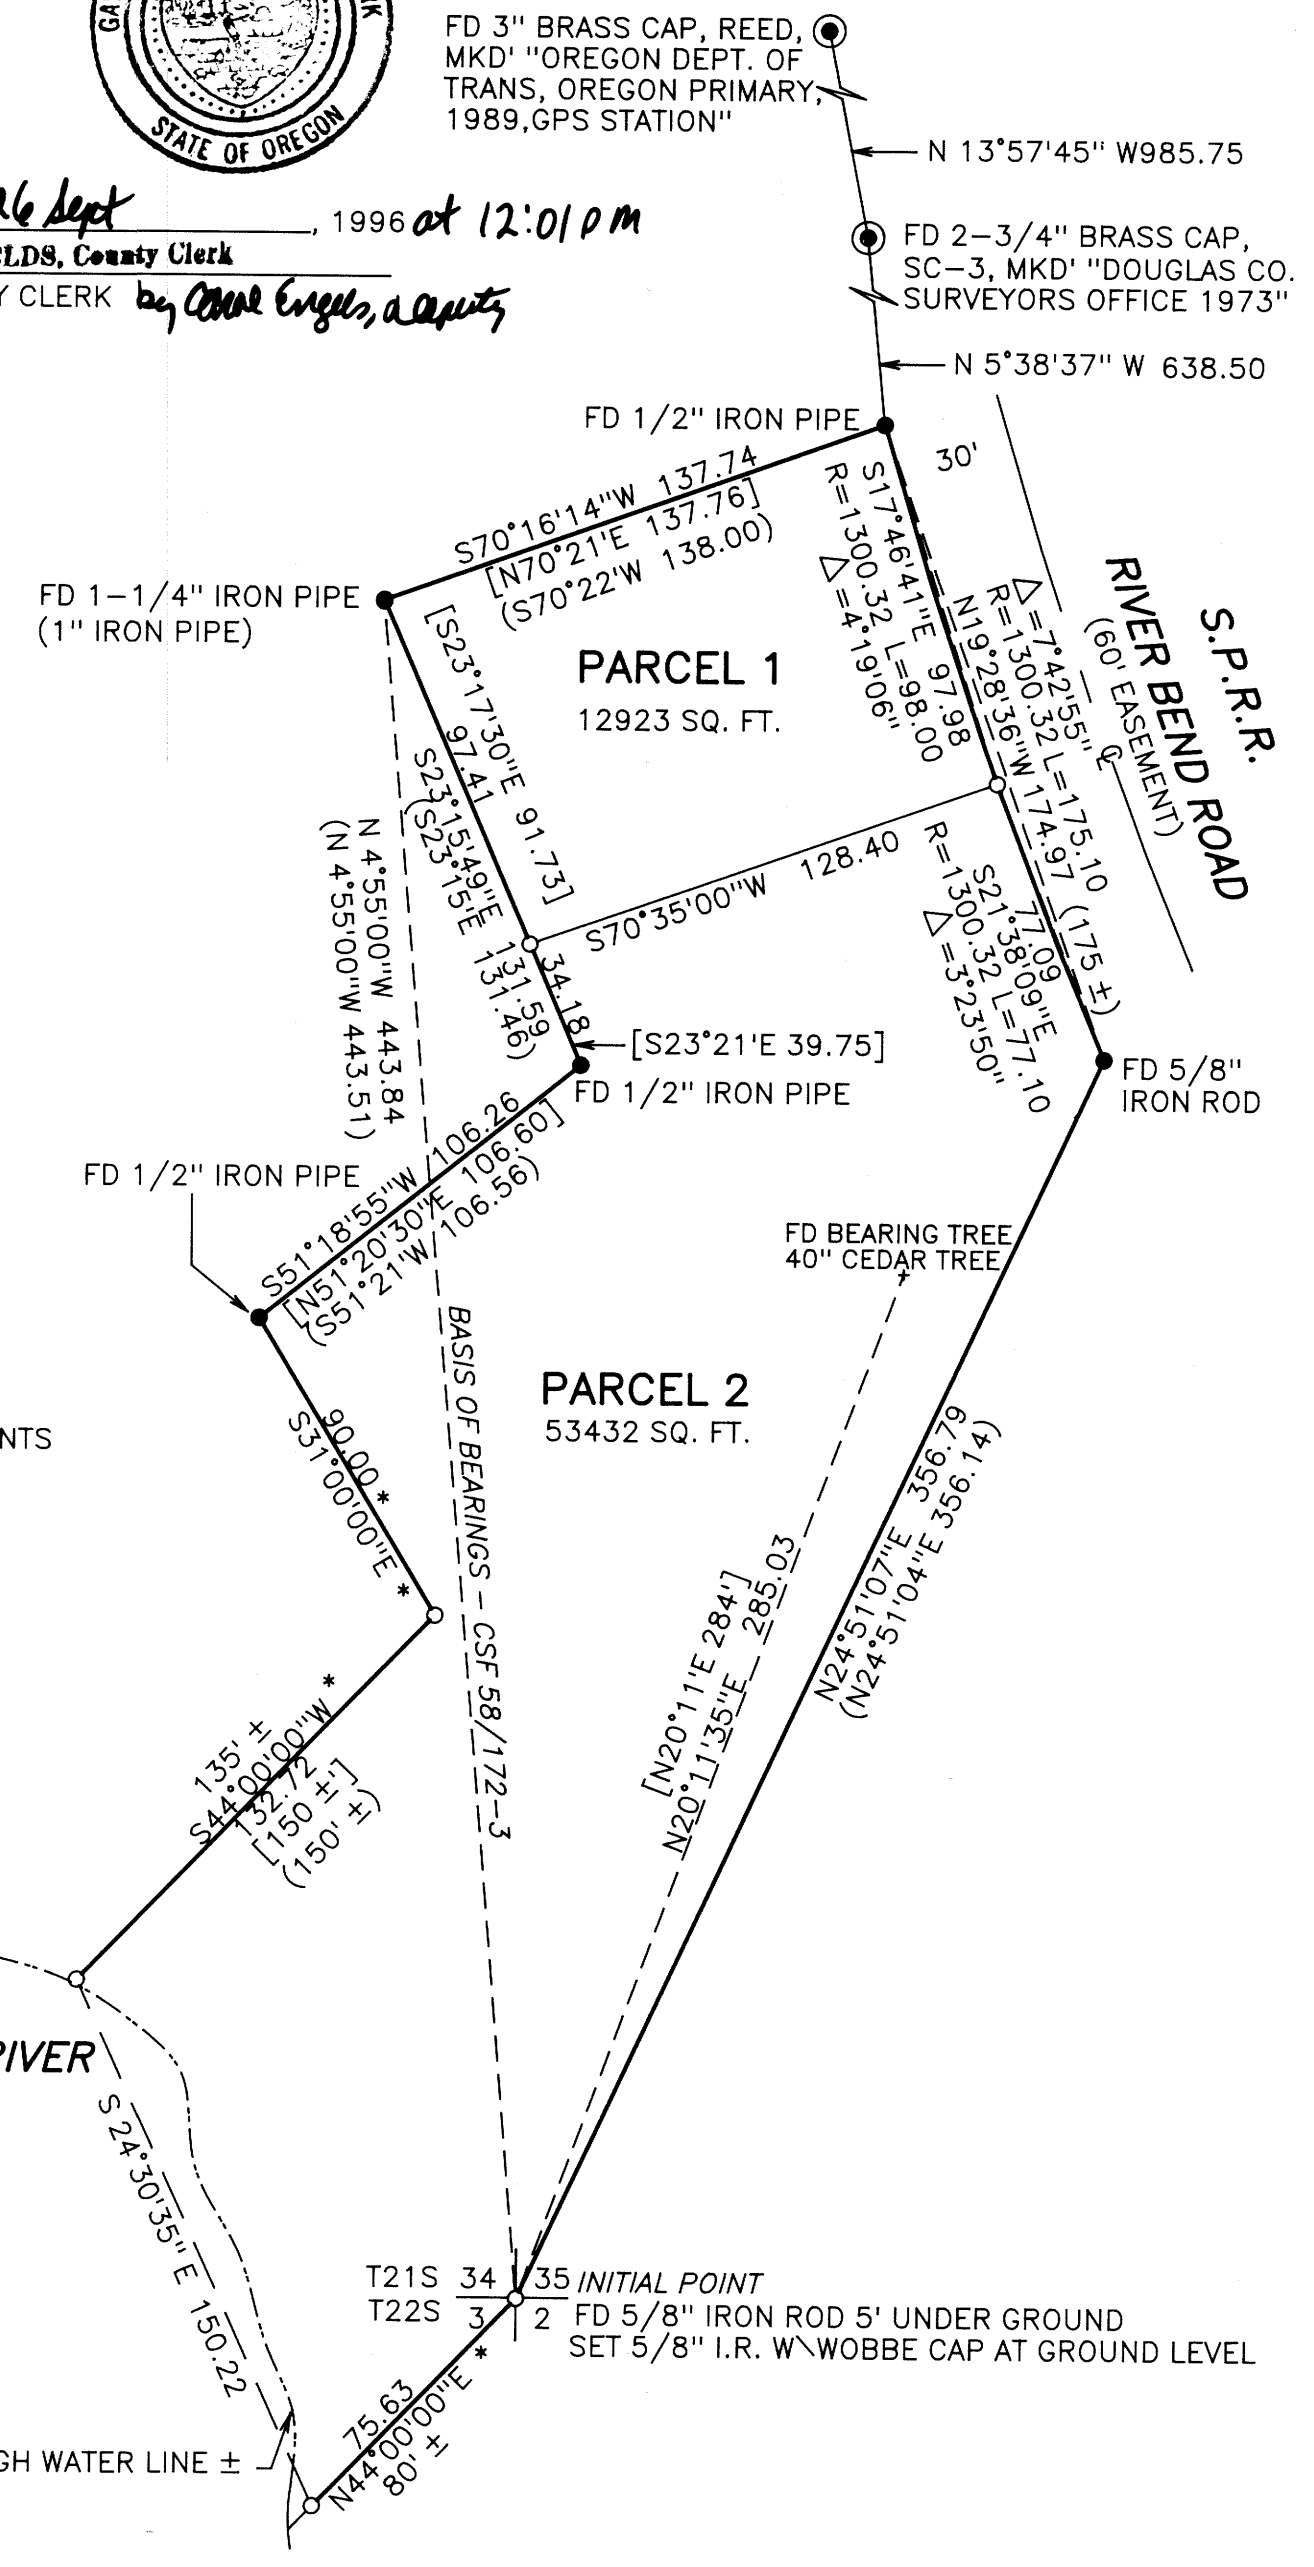 STATE OF OREGON
26 Sept, 1996 at 12:01 PM
County Clerk
CLERK by Carol Engels, deputy
FD 3" BRASS CAP, REED,
MKD' "OREGON DEPT. OF
TRANS, OREGON PRIMARY,
1989,GPS STATION"
N 13°57'45" W985.75
FD 2-3/4" BRASS CAP,
SC-3, MKD' "DOUGLAS CO.
SURVEYORS OFFICE 1973"
N 5°38'37" W 638.50
FD 1/2" IRON PIPE
30'
S70°16'14"W 137.74
[N70°21'E 137.76]
(S70°22'W 138.00)
FD 1-1/4" IRON PIPE
(1" IRON PIPE)
S17°46'41"E 97.98
R=1300.32 L=98.00
△=4°19'06"
△=7°42'55"
R=1300.32 L=175.10
N19°28'36"W 174.97 (175 ±)
S.P.R.R.
RIVER BEND ROAD
(60' EASEMENT)
℄
PARCEL 1
12923 SQ. FT.
[S23°17'30"E 91.73]
97.41
S23°15'49"E 131.59
(S23°15'E 131.46)
N 4°55'00"W 443.84
(N 4°55'00"W 443.51)
S70°35'00"W 128.40
77.09
S21°38'09"E
R=1300.32 L=77.10
△=3°23'50"
34.18
[S23°21'E 39.75]
FD 1/2" IRON PIPE
FD 5/8"
IRON ROD
S51°18'55"W 106.26
[N51°20'30"E 106.60]
(S51°21'W 106.56)
FD 1/2" IRON PIPE
FD BEARING TREE
40" CEDAR TREE
BASIS OF BEARINGS - CSF 58/172-3
PARCEL 2
53432 SQ. FT.
NTS
90.00 *
S31°00'00"E *
N24°51'07"E 356.79
(N24°51'04"E 356.14)
[N20°11'E 284']
N20°11'35"E 285.03
135' ±
S44°00'00"W *
132.72
[150 ±']
(150' ±)
RIVER
S 24°30'35" E 150.22
T21S 34 35 INITIAL POINT
T22S 3 2 FD 5/8" IRON ROD 5' UNDER GROUND
SET 5/8" I.R. W\WOBBE CAP AT GROUND LEVEL
75.63
N44°00'00"E *
80' ±
GH WATER LINE ±